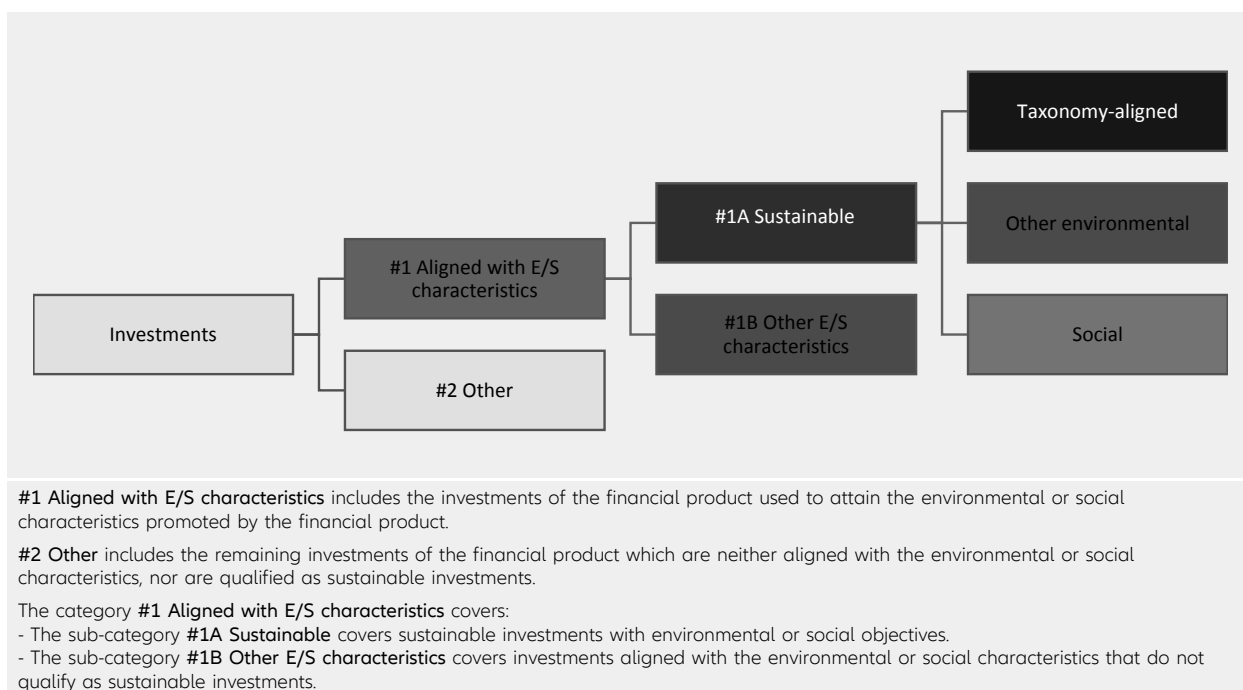 Taxonomy-aligned
#1A Sustainable
Other environmental
#1 Aligned with E/S
characteristics
Investments
#1B Other E/S
characteristics
Social
#2 Other
#1 Aligned with E/S characteristics includes the investments of the financial product used to attain the environmental or social
characteristics promoted by the financial product.
#2 Other includes the remaining investments of the financial product which are neither aligned with the environmental or social
characteristics, nor are qualified as sustainable investments.
The category #1 Aligned with E/S characteristics covers:
- The sub-category #1A Sustainable covers sustainable investments with environmental or social objectives.
- The sub-category #1B Other E/S characteristics covers investments aligned with the environmental or social characteristics that do not
qualify as sustainable investments.